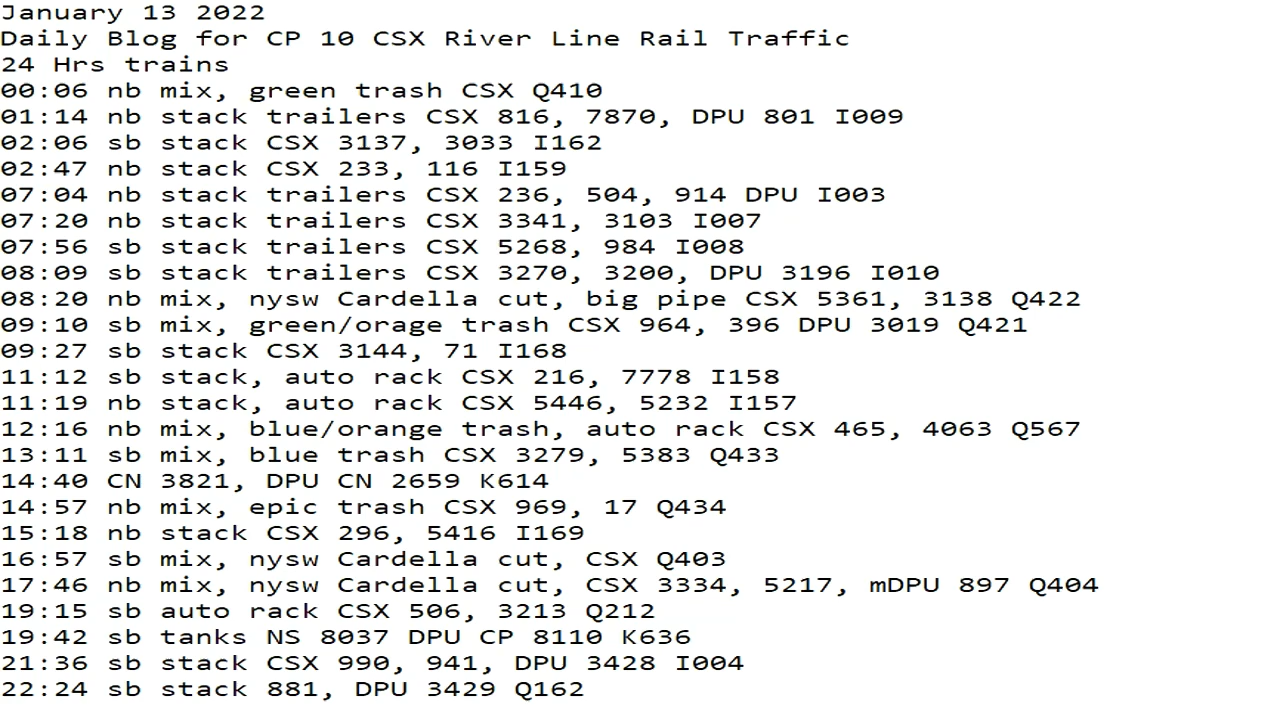 January 13 2022
Daily Blog for CP 10 CSX River Line Rail Traffic
24 Hrs trains
00:06 nb mix, green trash CSX Q410
01:14 nb stack trailers CSX 816, 7870, DPU 801 I009
02:06 sb stack CSX 3137, 3033 I162
02:47 nb stack CSX 233, 116 I159
07:04 nb stack trailers CSX 236, 504, 914 DPU I003
07:20 nb stack trailers CSX 3341, 3103 I007
07:56 sb stack trailers CSX 5268, 984 I008
08:09 sb stack trailers CSX 3270, 3200, DPU 3196 I010
08:20 nb mix, nysw Cardella cut, big pipe CSX 5361, 3138 Q422
09:10 sb mix, green/orage trash CSX 964, 396 DPU 3019 Q421
09:27 sb stack CSX 3144, 71 I168
11:12 sb stack, auto rack CSX 216, 7778 I158
11:19 nb stack, auto rack CSX 5446, 5232 I157
12:16 nb mix, blue/orange trash, auto rack CSX 465, 4063 Q567
13:11 sb mix, blue trash CSX 3279, 5383 Q433
14:40 CN 3821, DPU CN 2659 K614
14:57 nb mix, epic trash CSX 969, 17 Q434
15:18 nb stack CSX 296, 5416 I169
16:57 sb mix, nysw Cardella cut, CSX Q403
17:46 nb mix, nysw Cardella cut, CSX 3334, 5217, mDPU 897 Q404
19:15 sb auto rack CSX 506, 3213 Q212
19:42 sb tanks NS 8037 DPU CP 8110 K636
21:36 sb stack CSX 990, 941, DPU 3428 I004
22:24 sb stack 881, DPU 3429 Q162